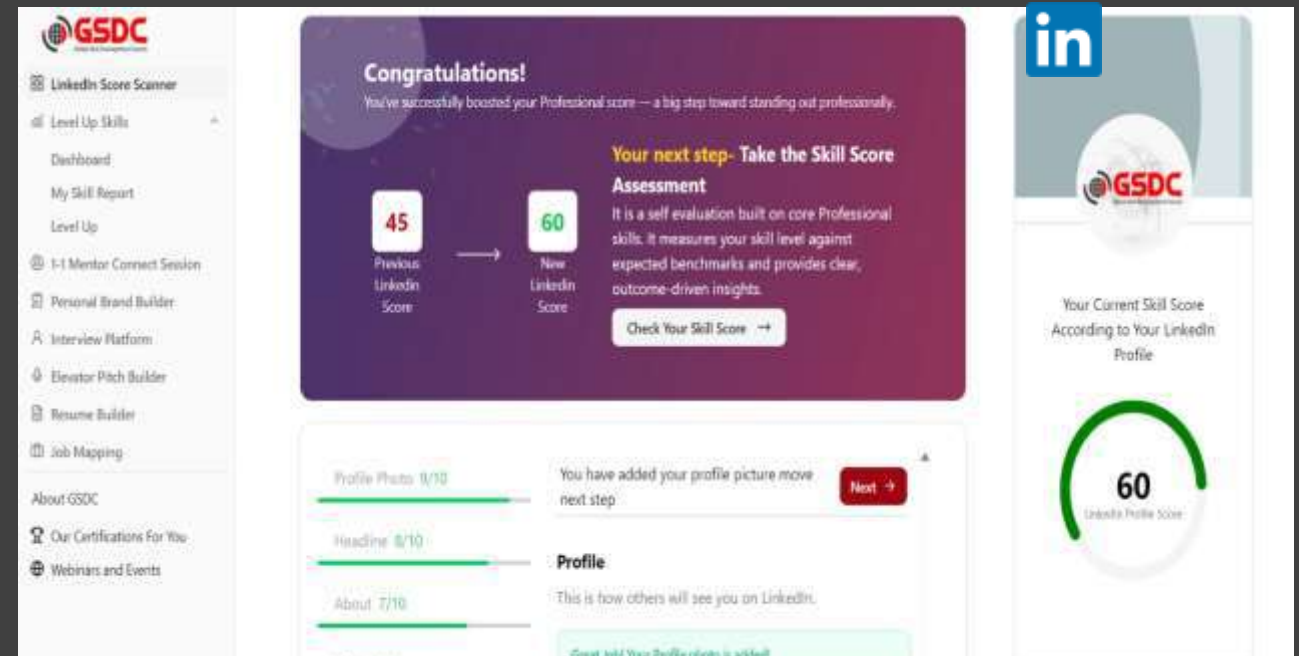 GSDC
LinkedIn Score Scanner
Level Up Skills
Dashboard
My Skill Report
Level Up
1-1 Mentor Connect Session
Personal Brand Builder
Interview Platform
Elevator Pitch Builder
Resume Builder
Job Mapping
About GSDC
Our Certifications For You
Webinars and Events
Congratulations!
You've successfully boosted your Professional score — a big step toward standing out professionally.
45
Previous
Linkedin
Score
60
New
Linkedin
Score
Your next step- Take the Skill Score
Assessment
It is a self evaluation built on core Professional
skills. It measures your skill level against
expected benchmarks and provides clear,
outcome-driven insights.
Check Your Skill Score →
Profile Photo 9/10
Headline 8/10
About 7/10
You have added your profile picture move
next step
Next →
Profile
This is how others will see you on LinkedIn.
Great Job! Your Profile photo is added!
in
GSDC
Your Current Skill Score
According to Your LinkedIn
Profile
60
LinkedIn Profile Score